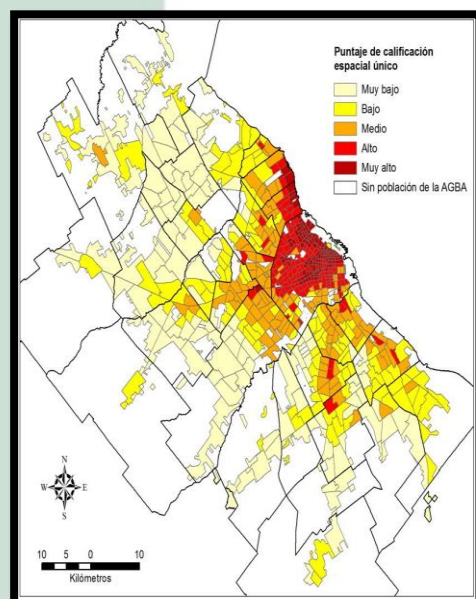 Puntaje de calificación
espacial único
Muy bajo
Bajo
Medio
Alto
Muy alto
Sin población de la AGBA
N
W E
S
10 5 0 10
Kilómetros